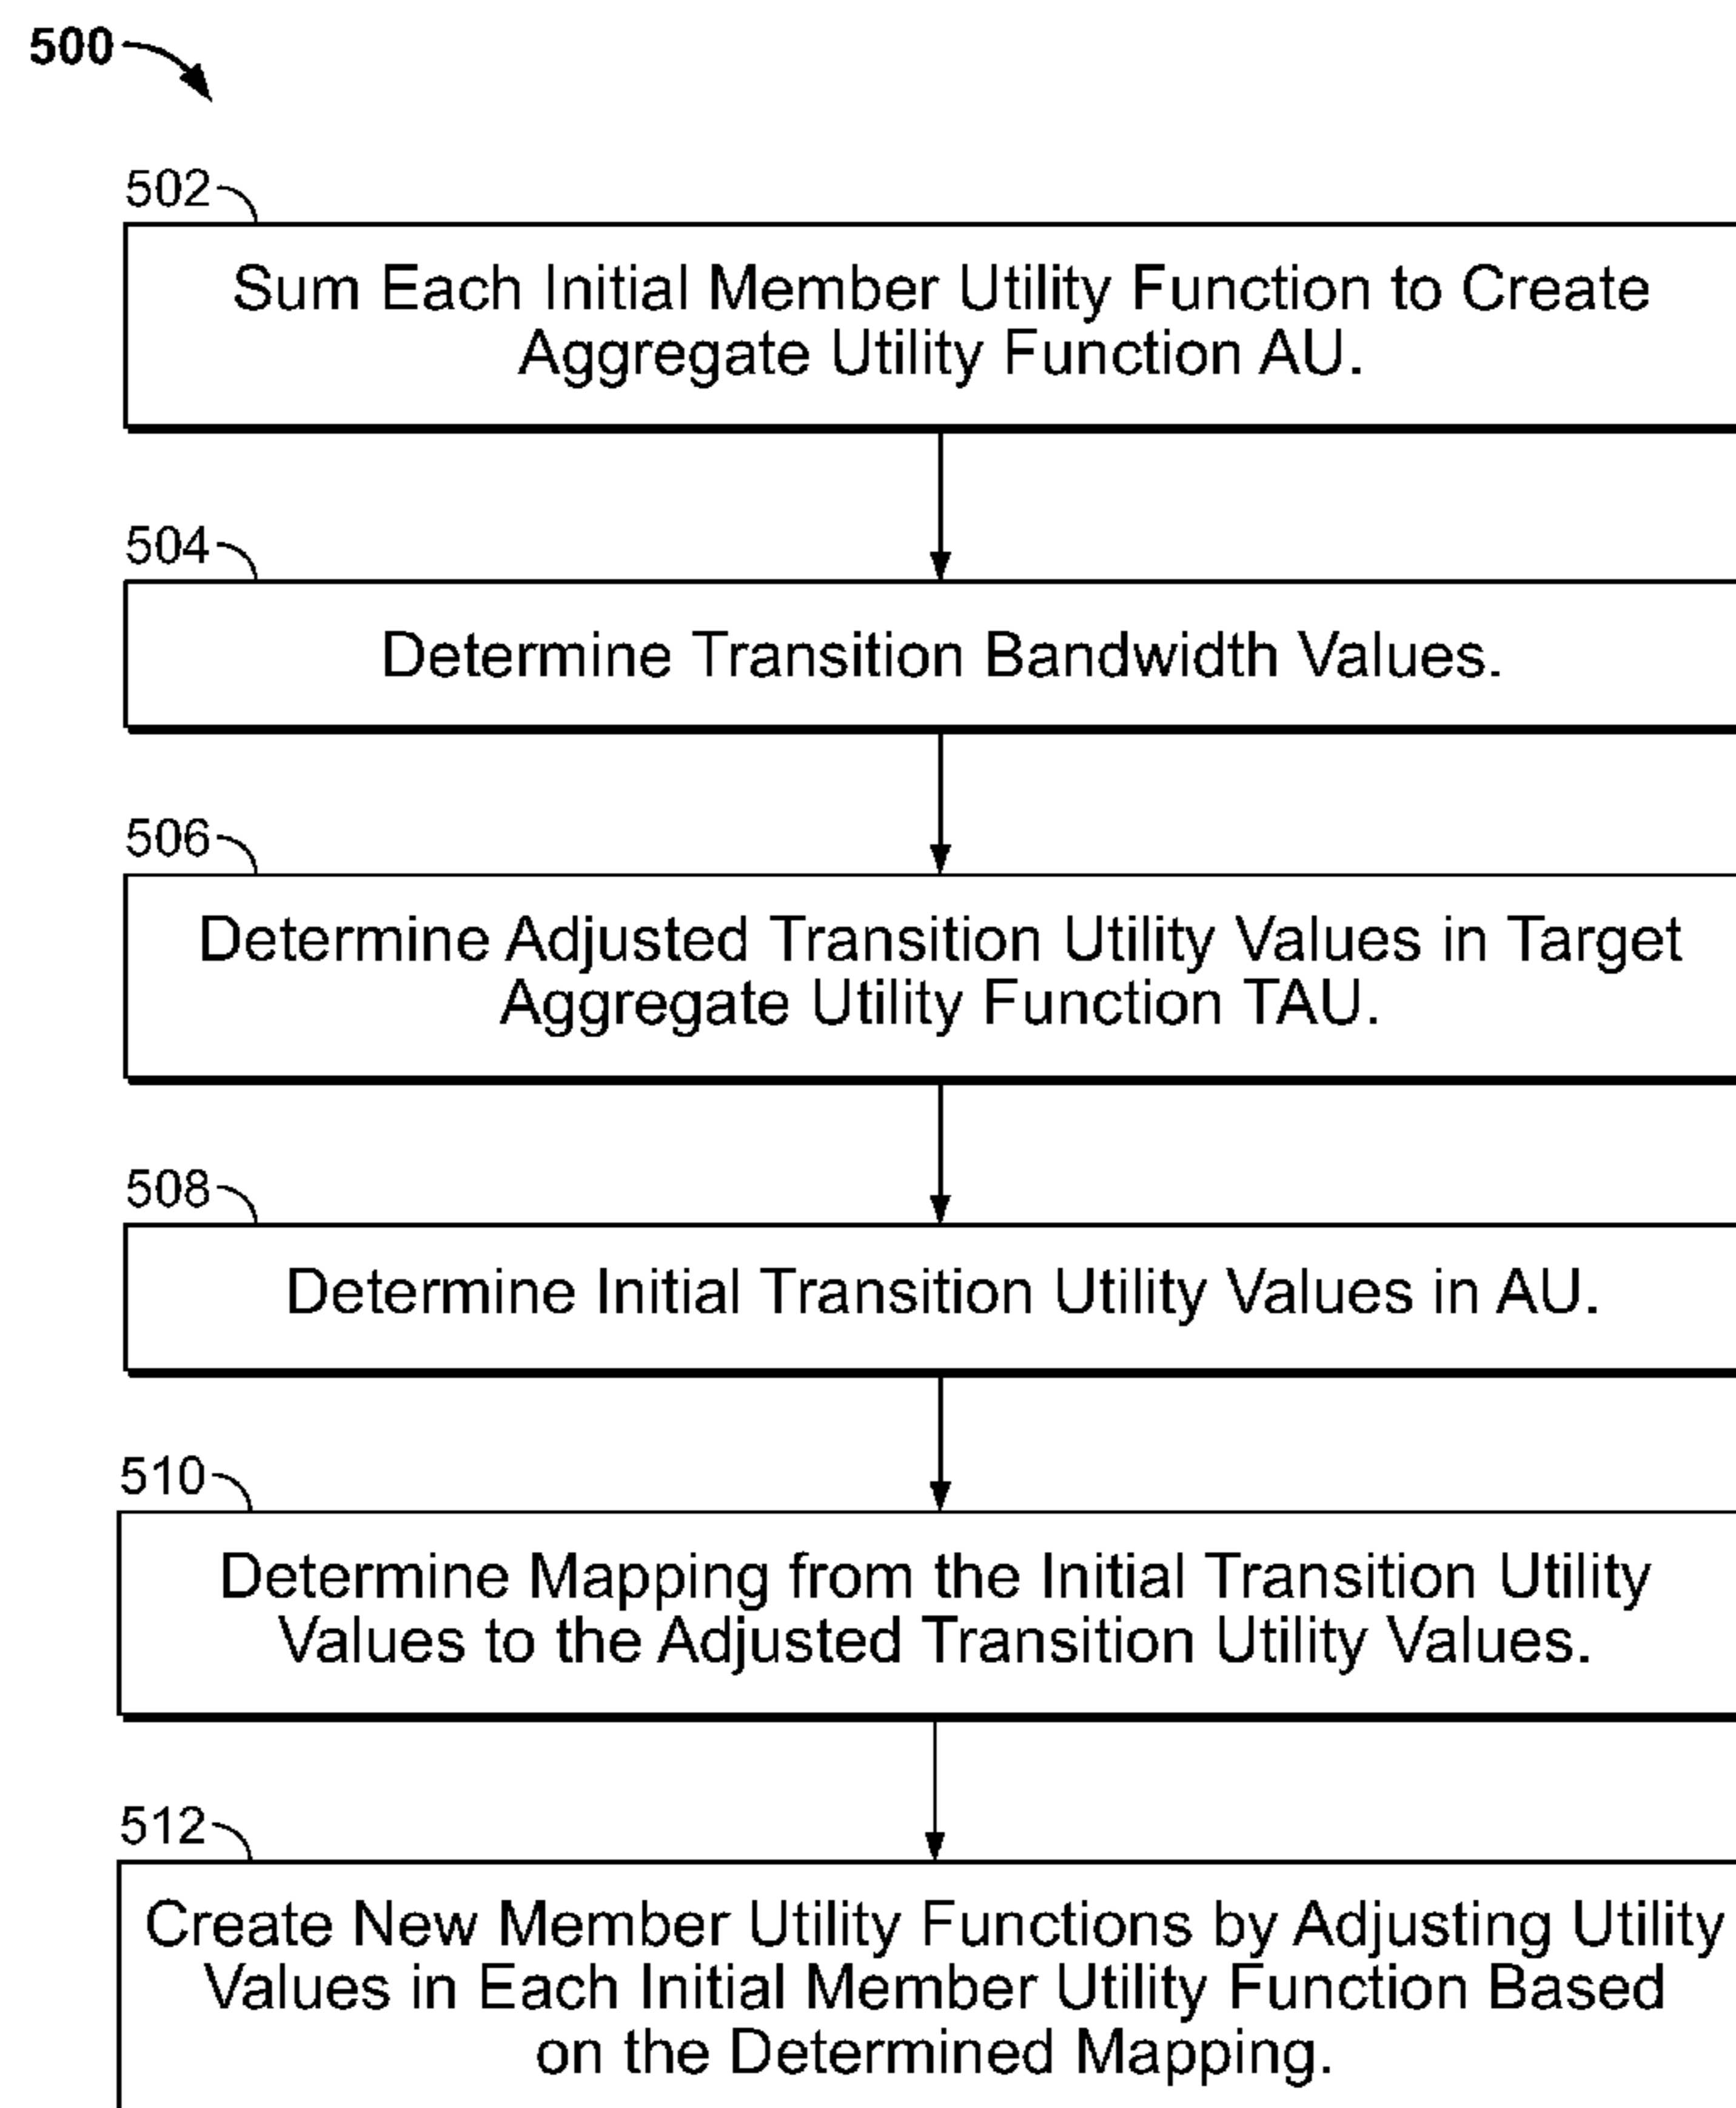 500
502
Sum Each Initial Member Utility Function to Create
Aggregate Utility Function AU.
504
Determine Transition Bandwidth Values.
506
Determine Adjusted Transition Utility Values in Target
Aggregate Utility Function TAU.
508
Determine Initial Transition Utility Values in AU.
510
Determine Mapping from the Initial Transition Utility
Values to the Adjusted Transition Utility Values.
512
Create New Member Utility Functions by Adjusting Utility
Values in Each Initial Member Utility Function Based
on the Determined Mapping.